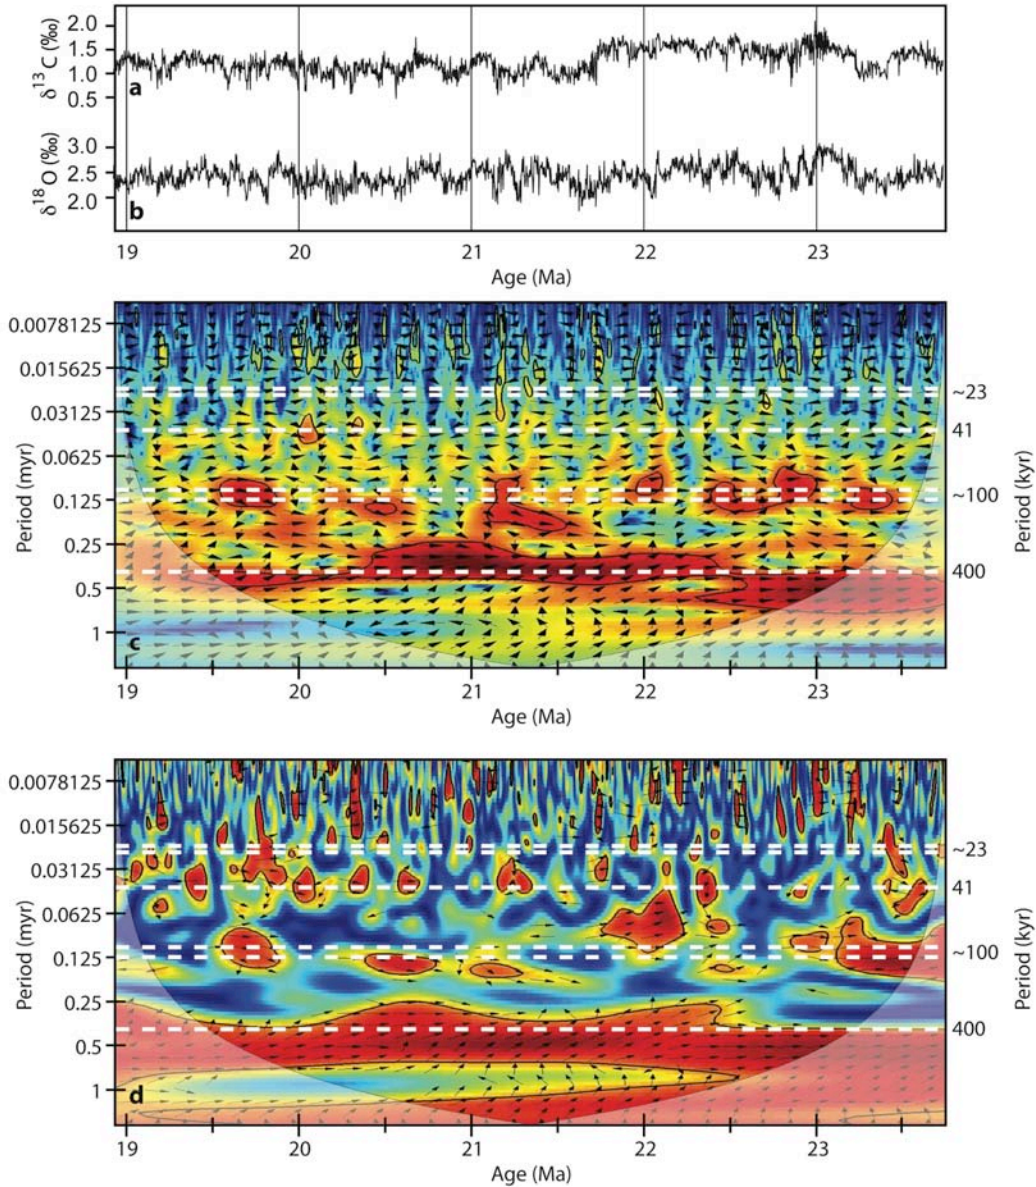 2.0
1.5
1.0
0.5
δ¹³ C (‰)
a
3.0
2.5
2.0
δ¹⁸ O (‰)
b
19 20 21 22 23
Age (Ma)
0.0078125
0.015625
0.03125
0.0625
0.125
0.25
0.5
1
Period (myr)
~23
41
~100
400
Period (kyr)
c
19 20 21 22 23
Age (Ma)
0.0078125
0.015625
0.03125
0.0625
0.125
0.25
0.5
1
Period (myr)
~23
41
~100
400
Period (kyr)
d
19 20 21 22 23
Age (Ma)